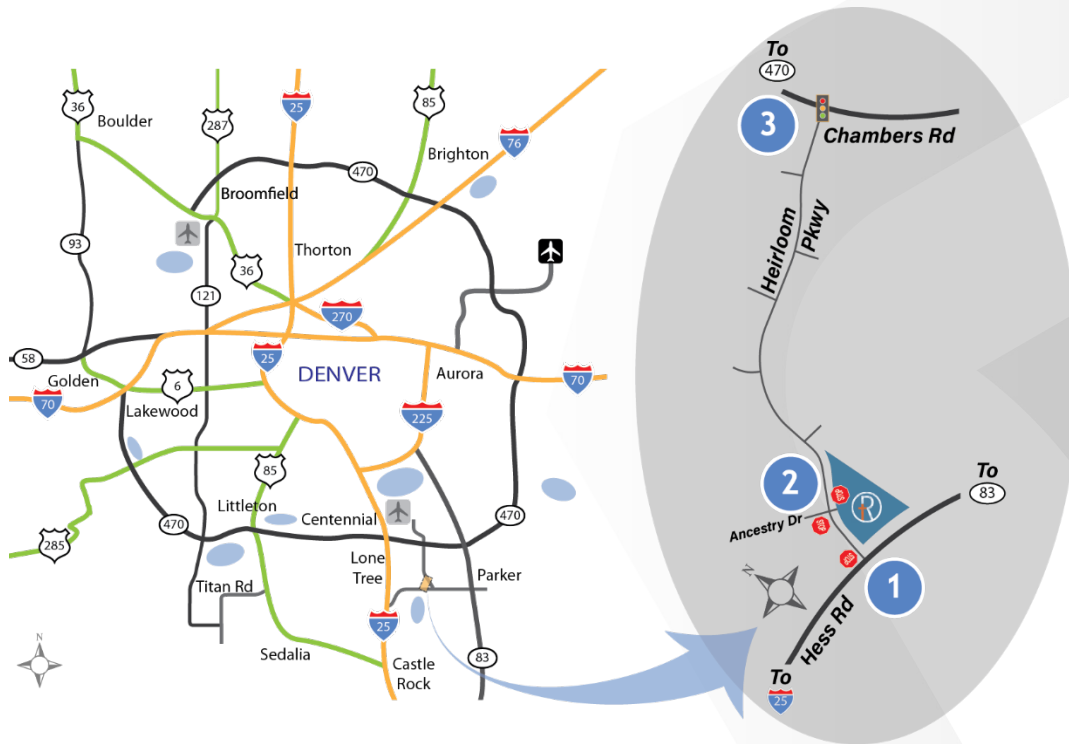 36
Boulder
287
25
85
Brighton
76
470
Broomfield
93
Thorton
36
121
270
58
25
DENVER
Aurora
70
Golden
6
70
Lakewood
225
85
Littleton
Centennial
470
470
285
Lone
Tree
Parker
Titan Rd
25
Sedalia
Castle
Rock
83
N
To
470
3
Chambers Rd
Heirloom
Pkwy
2
To
83
STOP
R
Ancestry Dr
STOP
STOP
N
1
Hess Rd
To
25